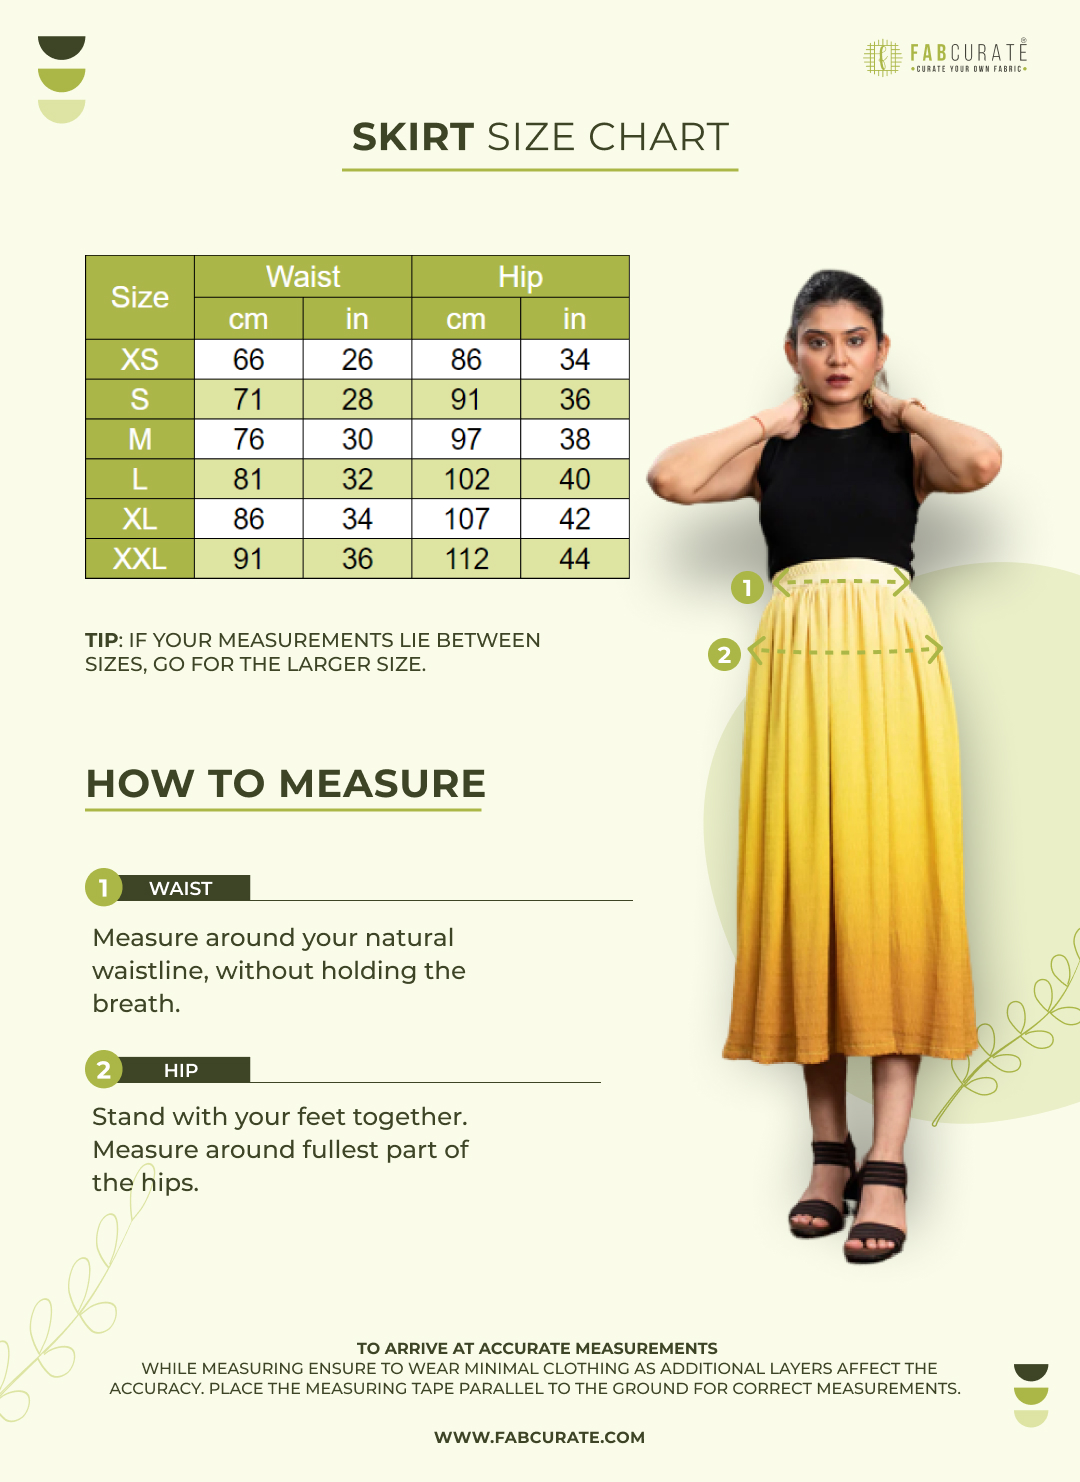 FABCURATE®
•CURATE YOUR OWN FABRIC•
SKIRT SIZE CHART
Size Waist Hip
cm in cm in
XS 66 26 86 34
S 71 28 91 36
M 76 30 97 38
L 81 32 102 40
XL 86 34 107 42
XXL 91 36 112 44
1
2
TIP: IF YOUR MEASUREMENTS LIE BETWEEN
SIZES, GO FOR THE LARGER SIZE.
HOW TO MEASURE
1 WAIST
Measure around your natural
waistline, without holding the
breath.
2 HIP
Stand with your feet together.
Measure around fullest part of
the hips.
TO ARRIVE AT ACCURATE MEASUREMENTS
WHILE MEASURING ENSURE TO WEAR MINIMAL CLOTHING AS ADDITIONAL LAYERS AFFECT THE
ACCURACY. PLACE THE MEASURING TAPE PARALLEL TO THE GROUND FOR CORRECT MEASUREMENTS.
WWW.FABCURATE.COM